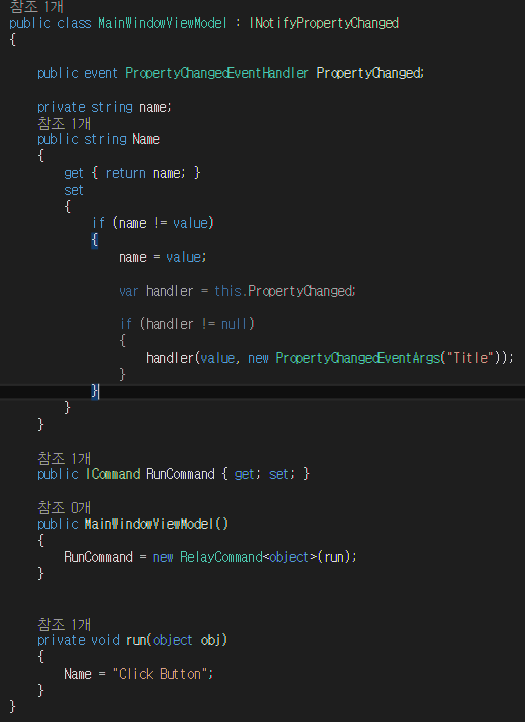 참조 1개
public class MainWindowViewModel : INotifyPropertyChanged
{
public event PropertyChangedEventHandler PropertyChanged;
private string name;
참조 1개
public string Name
{
get { return name; }
set
{
if (name != value)
{
name = value;
var handler = this.PropertyChanged;
if (handler != null)
{
handler(value, new PropertyChangedEventArgs("Title"));
}
}
}
}
참조 1개
public ICommand RunCommand { get; set; }
참조 0개
public MainWindowViewModel()
{
RunCommand = new RelayCommand<object>(run);
}
참조 1개
private void run(object obj)
{
Name = "Click Button";
}
}